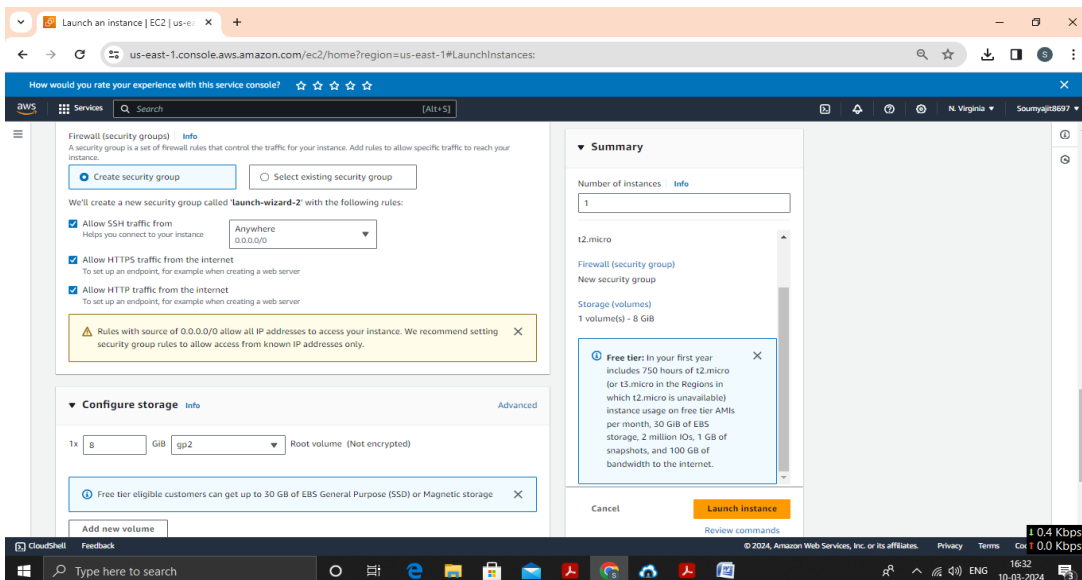 Launch an instance | EC2 | us-ea
us-east-1.console.aws.amazon.com/ec2/home?region=us-east-1#LaunchInstances:
S
How would you rate your experience with this service console?
aws
Services
Search
[Alt+S]
N. Virginia
Soumyajit8697
Firewall (security groups) Info
A security group is a set of firewall rules that control the traffic for your instance. Add rules to allow specific traffic to reach your
instance.
Create security group
Select existing security group
We'll create a new security group called 'launch-wizard-2' with the following rules:
Allow SSH traffic from
Helps you connect to your instance
Anywhere
0.0.0.0/0
Allow HTTPS traffic from the internet
To set up an endpoint, for example when creating a web server
Allow HTTP traffic from the internet
To set up an endpoint, for example when creating a web server
Rules with source of 0.0.0.0/0 allow all IP addresses to access your instance. We recommend setting
security group rules to allow access from known IP addresses only.
Configure storage Info
Advanced
1x 8 GiB gp2 Root volume (Not encrypted)
Free tier eligible customers can get up to 30 GB of EBS General Purpose (SSD) or Magnetic storage
Add new volume
Summary
Number of instances Info
1
t2.micro
Firewall (security group)
New security group
Storage (volumes)
1 volume(s) - 8 GiB
Free tier: In your first year
includes 750 hours of t2.micro
(or t3.micro in the Regions in
which t2.micro is unavailable)
instance usage on free tier AMIs
per month, 30 GiB of EBS
storage, 2 million IOs, 1 GB of
snapshots, and 100 GB of
bandwidth to the internet.
Cancel
Launch instance
Review commands
CloudShell Feedback
© 2024, Amazon Web Services, Inc. or its affiliates. Privacy Terms Coo
0.4 Kbps
0.0 Kbps
Type here to search
ENG
16:32
10-03-2024
3